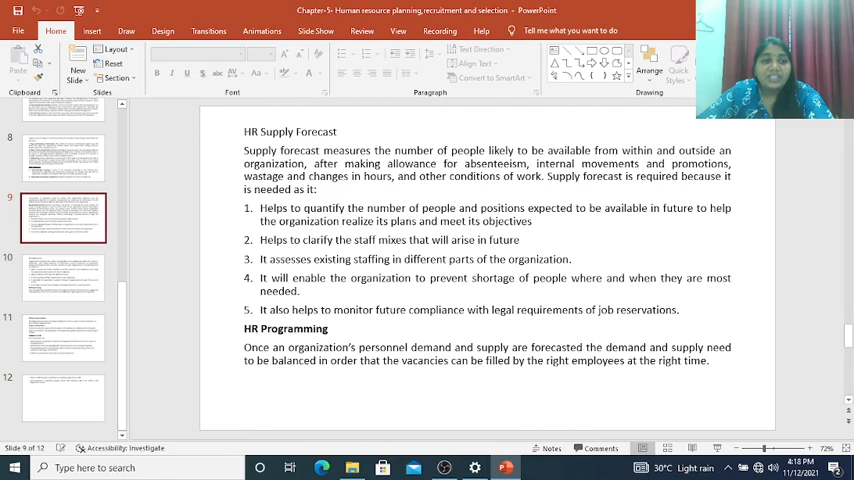 Chapter-5- Human resource planning,recruitment and selection - PowerPoint
File Home Insert Draw Design Transitions Animations Slide Show Review View Recording Help Tell me what you want to do
Paste
New Slide
Layout
Reset
Section
Text Direction
Align Text
Convert to SmartArt
Arrange
Quick Styles
Clipboard Slides Font Paragraph Drawing
8
9
10
11
12
HR Supply Forecast
Supply forecast measures the number of people likely to be available from within and outside an
organization, after making allowance for absenteeism, internal movements and promotions,
wastage and changes in hours, and other conditions of work. Supply forecast is required because it
is needed as it:
1. Helps to quantify the number of people and positions expected to be available in future to help
the organization realize its plans and meet its objectives
2. Helps to clarify the staff mixes that will arise in future
3. It assesses existing staffing in different parts of the organization.
4. It will enable the organization to prevent shortage of people where and when they are most
needed.
5. It also helps to monitor future compliance with legal requirements of job reservations.
HR Programming
Once an organization's personnel demand and supply are forecasted the demand and supply need
to be balanced in order that the vacancies can be filled by the right employees at the right time.
Slide 9 of 12 Accessibility: Investigate Notes Comments 72%
Type here to search 30°C Light rain 4:18 PM
11/12/2021 2